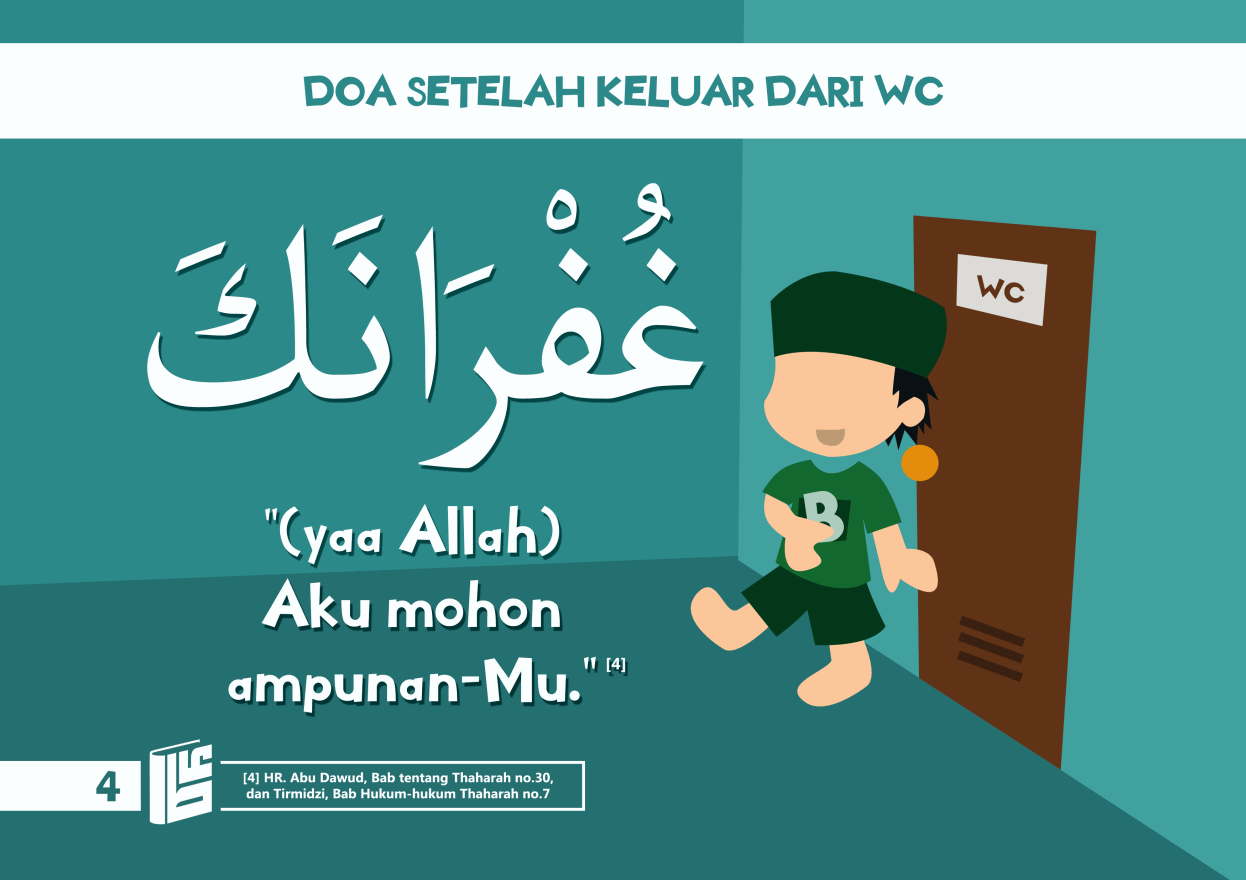 DOA SETELAH KELUAR DARI WC
غُفْرَانَكَ
WC
B
"(yaa Allah)
Aku mohon
ampunan-Mu." [4]
4
[4] HR. Abu Dawud, Bab tentang Thaharah no.30,
dan Tirmidzi, Bab Hukum-hukum Thaharah no.7